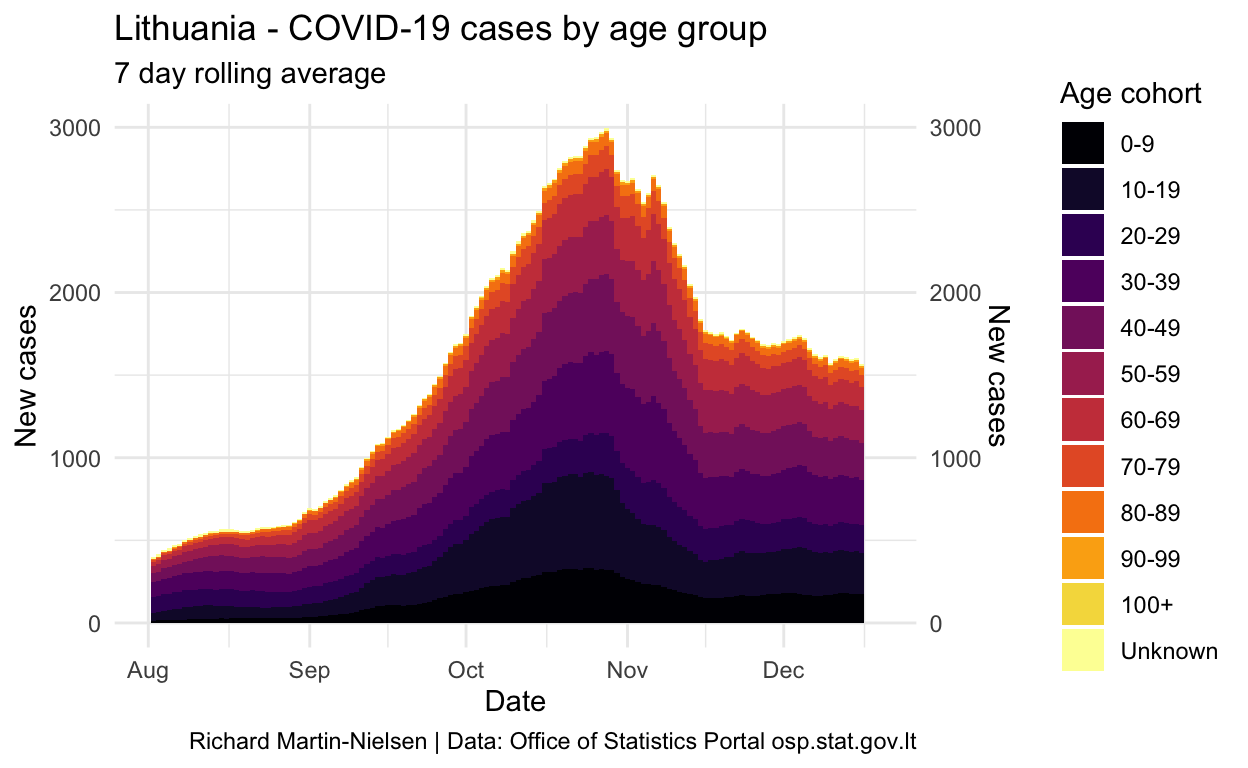 Lithuania - COVID-19 cases by age group
7 day rolling average
New cases
3000
2000
1000
0
3000
2000
1000
0
New cases
Aug
Sep
Oct
Nov
Dec
Date
Age cohort
0-9
10-19
20-29
30-39
40-49
50-59
60-69
70-79
80-89
90-99
100+
Unknown
Richard Martin-Nielsen | Data: Office of Statistics Portal osp.stat.gov.lt